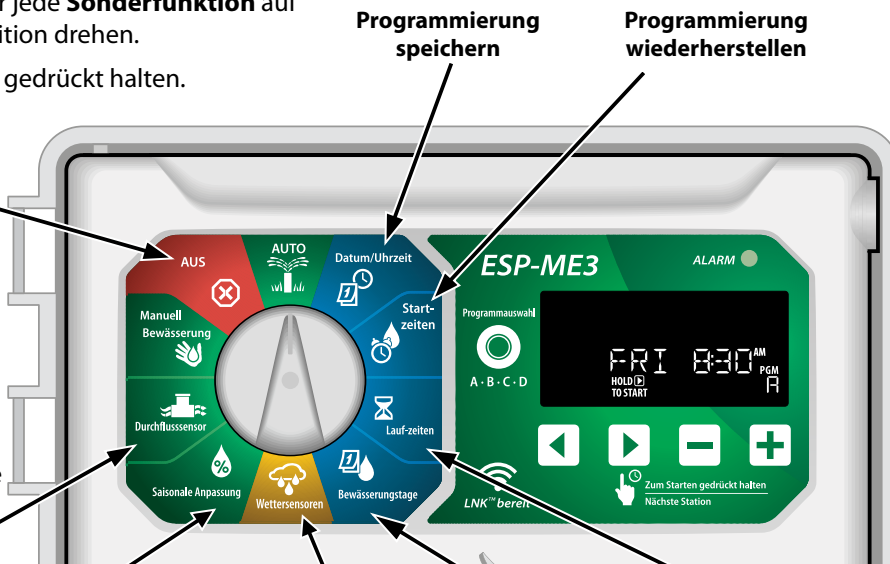 r jede Sonderfunktion auf
ition drehen.
gedrückt halten.
Programmierung
speichern
Programmierung
wiederherstellen
AUS
AUTO
Datum/Uhrzeit
1
Start-
zeiten
Manuell
Bewässerung
Durchflusssensor
Lauf-zeiten
%
Saisonale Anpassung
Wettersensoren
1
Bewässerungstage
e
ESP-ME3
ALARM
Programmauswahl
A · B · C · D
FRI 8:30 AM
HOLD
TO START
PGM
A
LNK™ bereit
Zum Starten gedrückt halten
Nächste Station